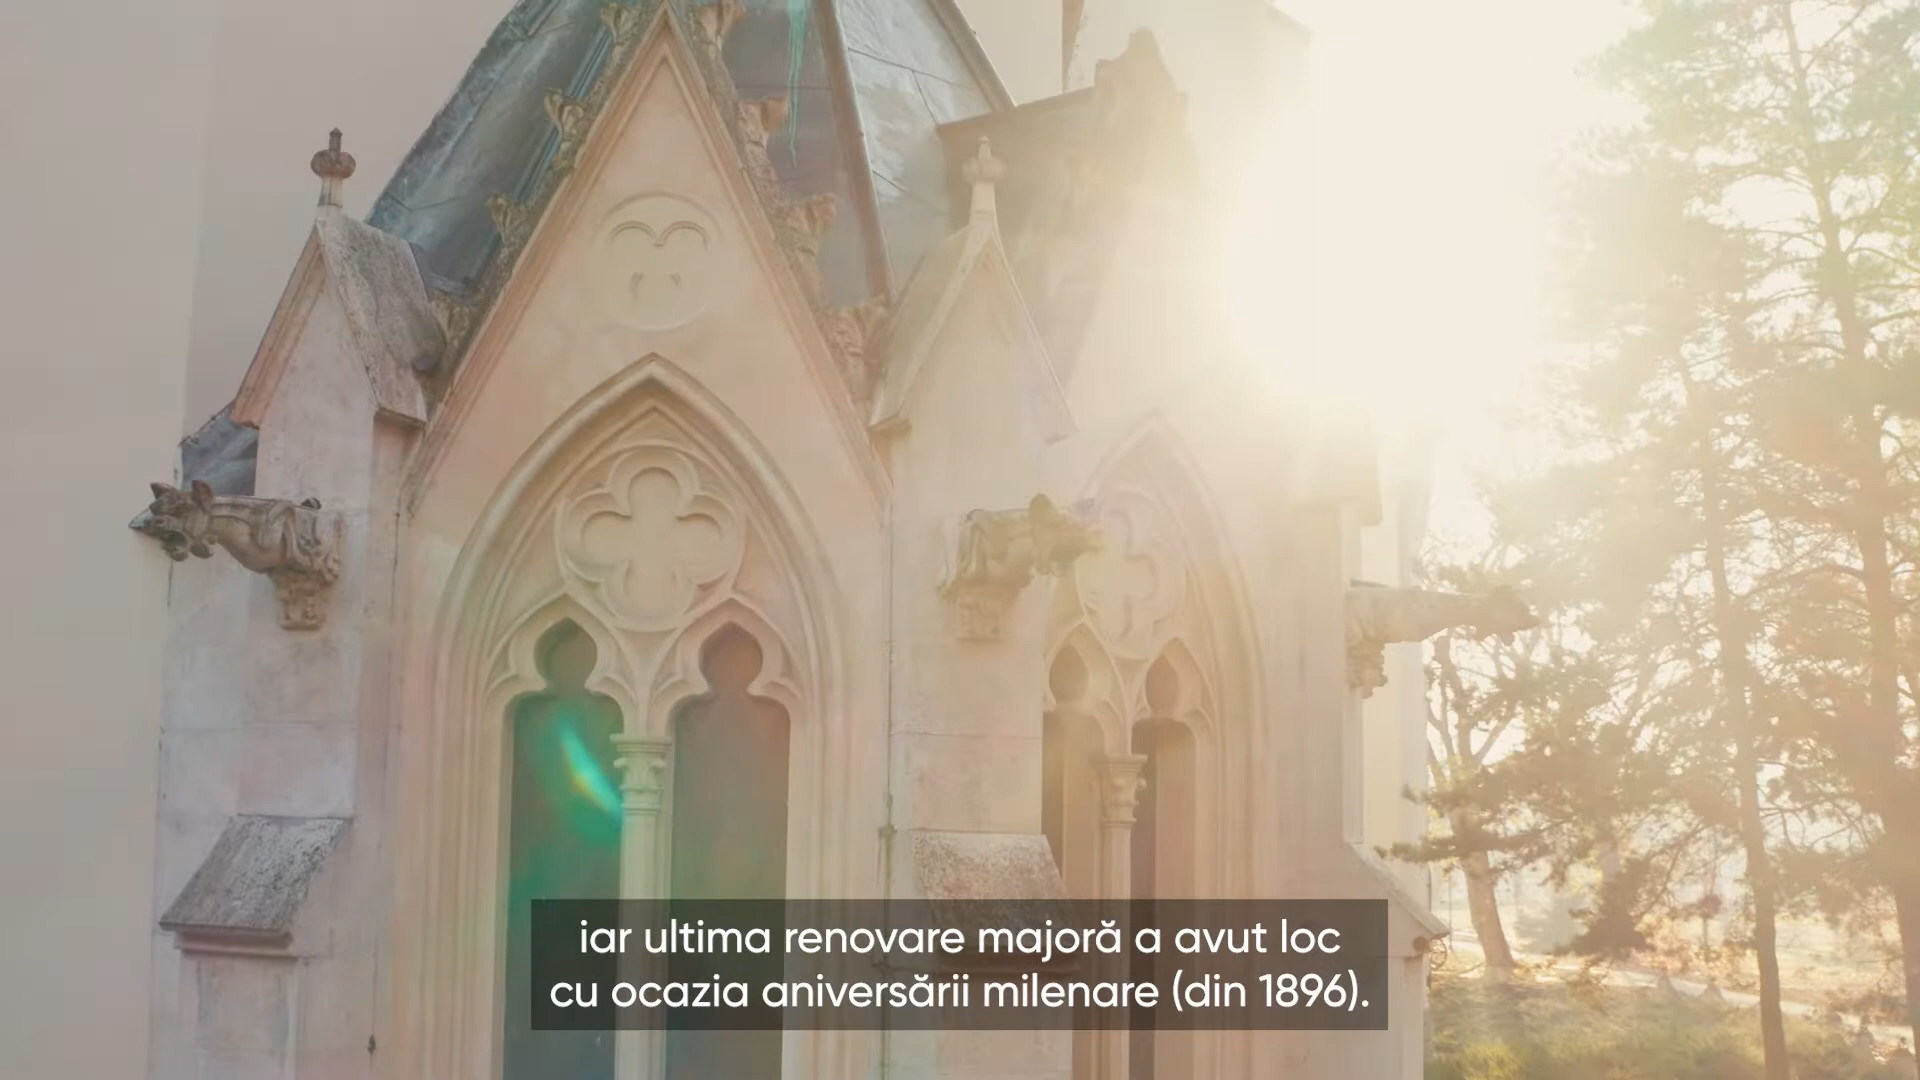 iar ultima renovare majoră a avut loc
cu ocazia aniversării milenare (din 1896).